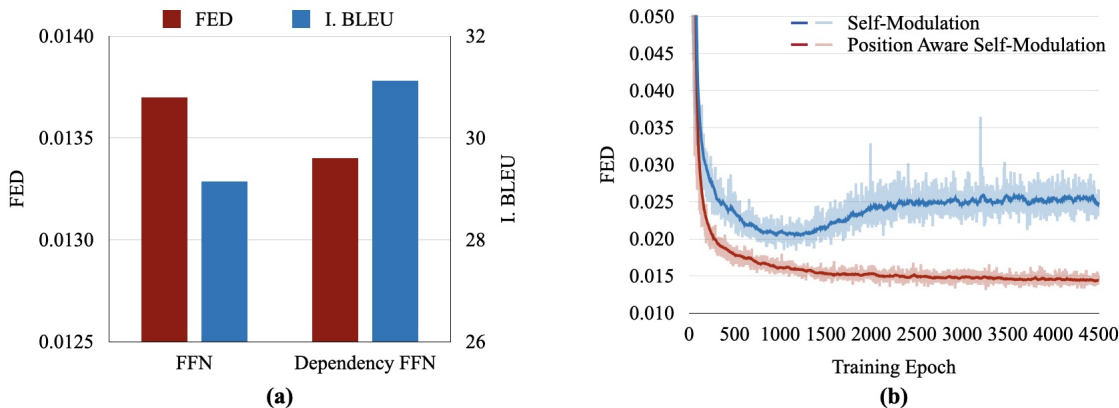 FED I. BLEU
0.0140
0.0135
0.0130
0.0125
FED
32
30
28
26
I. BLEU
FFN Dependency FFN
(a)
Self-Modulation
Position Aware Self-Modulation
0.050
0.045
0.040
0.035
0.030
0.025
0.020
0.015
0.010
FED
0 500 1000 1500 2000 2500 3000 3500 4000 4500
Training Epoch
(b)